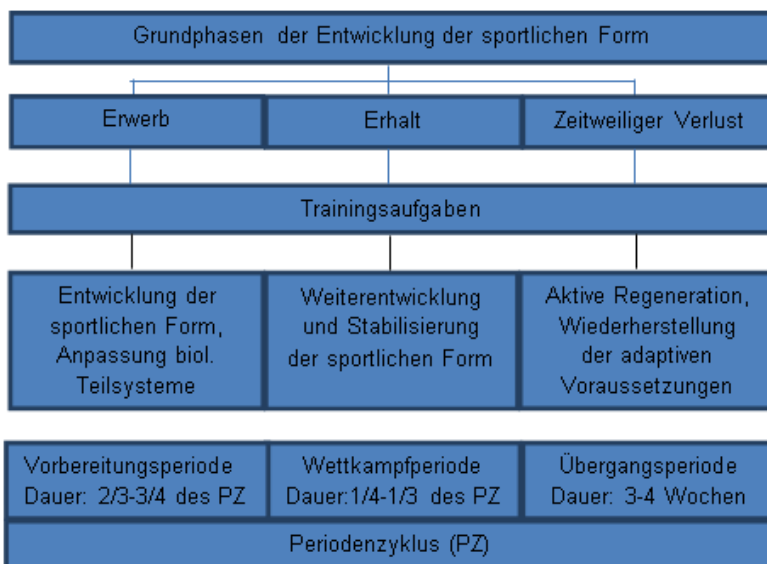 Grundphasen der Entwicklung der sportlichen Form
Erwerb
Erhalt
Zeitweiliger Verlust
Trainingsaufgaben
Entwicklung der
sportlichen Form,
Anpassung biol.
Teilsysteme
Weiterentwicklung
und Stabilisierung
der sportlichen Form
Aktive Regeneration,
Wiederherstellung
der adaptiven
Voraussetzungen
Vorbereitungsperiode
Dauer: 2/3-3/4 des PZ
Wettkampfperiode
Dauer:1/4-1/3 des PZ
Übergangsperiode
Dauer: 3-4 Wochen
Periodenzyklus (PZ)